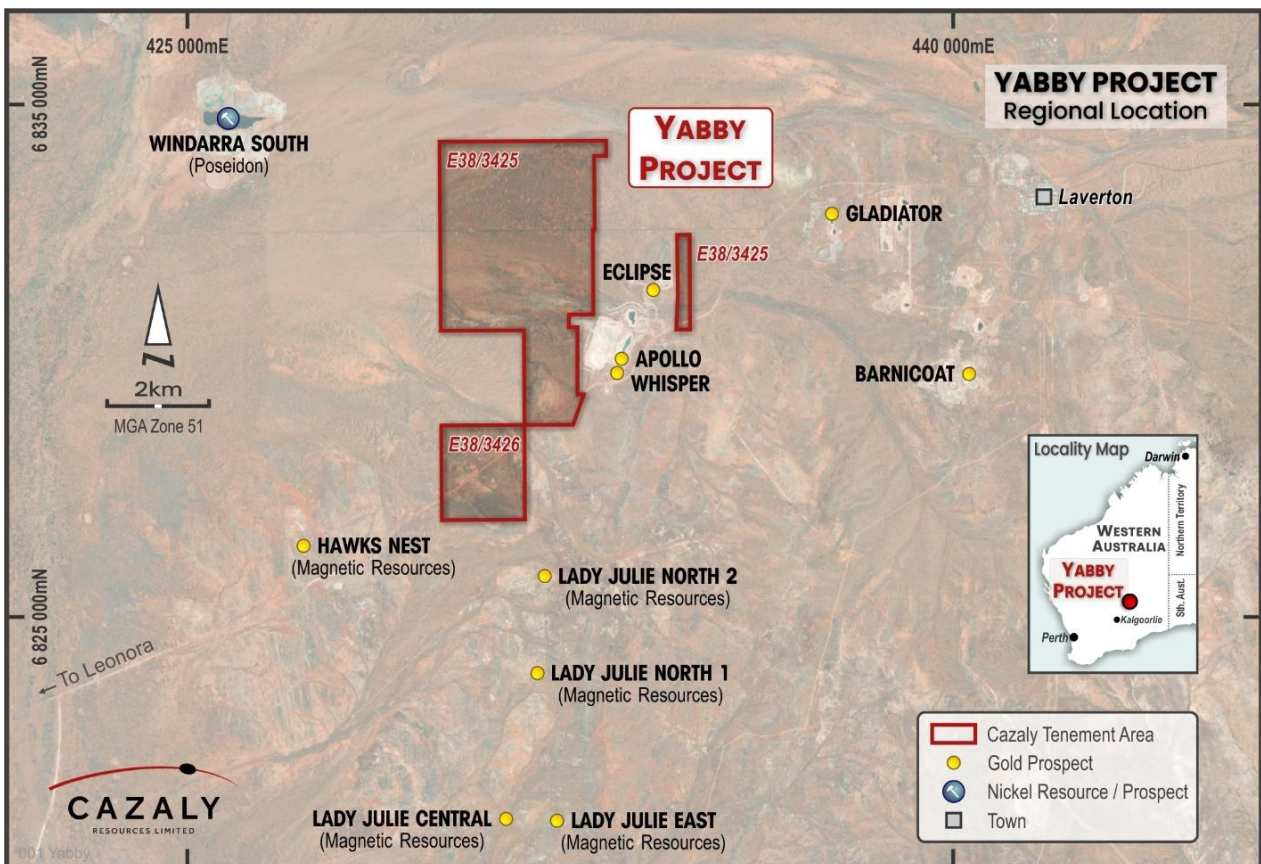 425 000mE
440 000mE
6 835 000mN
6 825 000mN
YABBY PROJECT
Regional Location
WINDARRA SOUTH
(Poseidon)
E38/3425
YABBY
PROJECT
Laverton
GLADIATOR
ECLIPSE
E38/3425
APOLLO
WHISPER
BARNICOAT
N
2km
MGA Zone 51
E38/3426
HAWKS NEST
(Magnetic Resources)
LADY JULIE NORTH 2
(Magnetic Resources)
LADY JULIE NORTH 1
(Magnetic Resources)
To Leonora
LADY JULIE CENTRAL
(Magnetic Resources)
LADY JULIE EAST
(Magnetic Resources)
Locality Map
Darwin
WESTERN
AUSTRALIA
Northern Territory
Sth. Aust.
YABBY
PROJECT
Kalgoorlie
Perth
Cazaly Tenement Area
Gold Prospect
Nickel Resource / Prospect
Town
CAZALY
RESOURCES LIMITED
001 Yabby